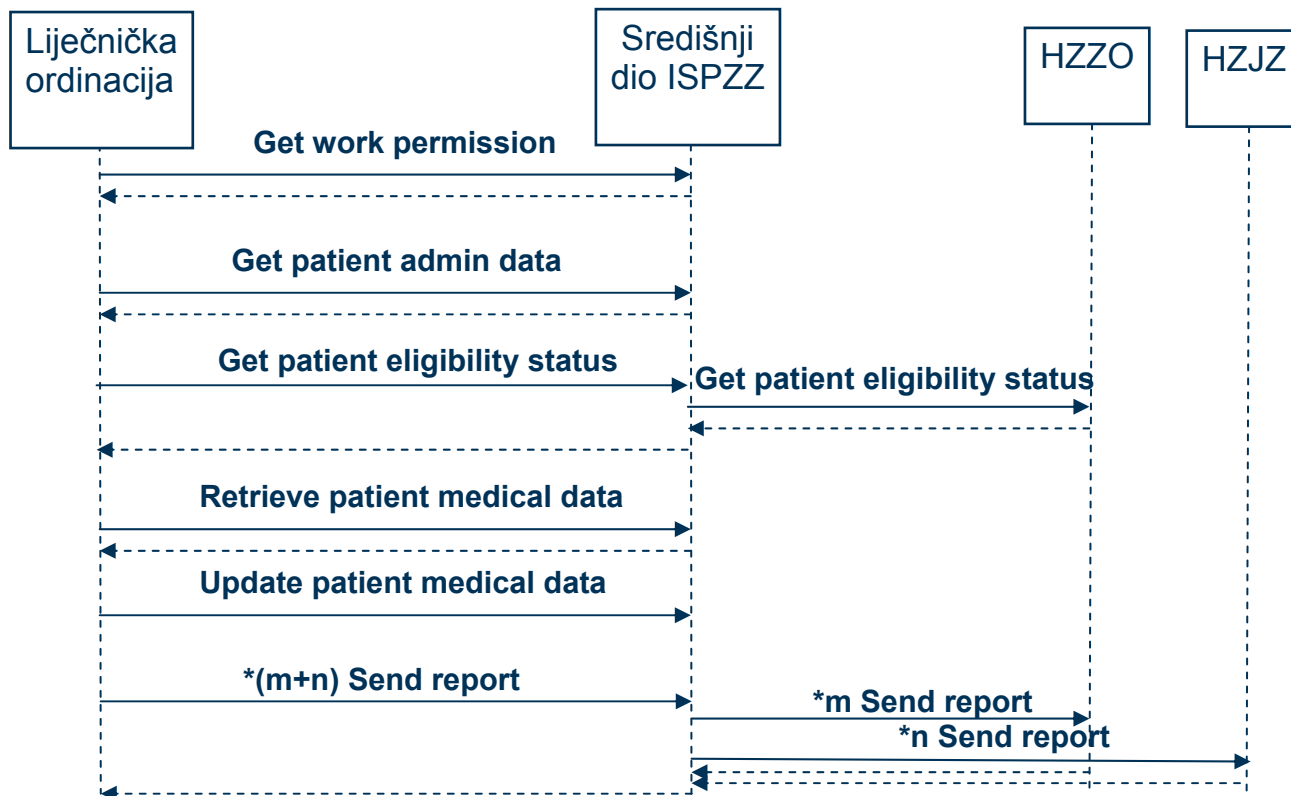 Liječnička
ordinacija
Središnji
dio ISPZZ
HZZO
HZJZ
Get work permission
Get patient admin data
Get patient eligibility status
Get patient eligibility status
Retrieve patient medical data
Update patient medical data
*(m+n) Send report
*m Send report
*n Send report